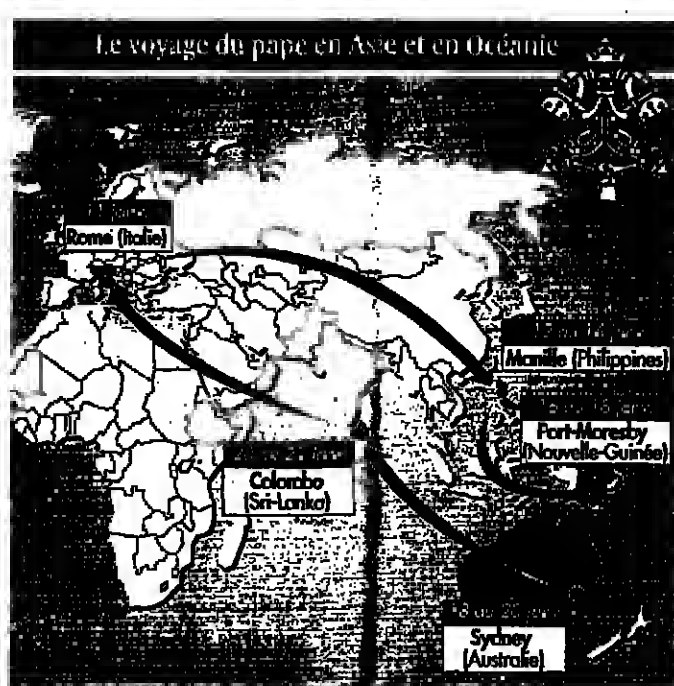 Le voyage du pape en Asie et en Océanie
Rome (Italie)
Manille (Philippines)
Port-Moresby
(Nouvelle-Guinée)
Colombo
(Sri-Lanka)
Sydney
(Australie)